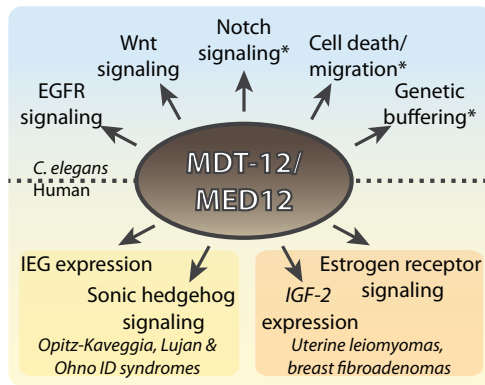 Wnt
signaling
Notch
signaling*
Cell death/
migration*
EGFR
signaling
Genetic
buffering*
C. elegans
Human
MDT-12/
MED12
IEG expression
Sonic hedgehog
signaling
Opitz-Kaveggia, Lujan &
Ohno ID syndromes
IGF-2
expression
Estrogen receptor
signaling
Uterine leiomyomas,
breast fibroadenomas